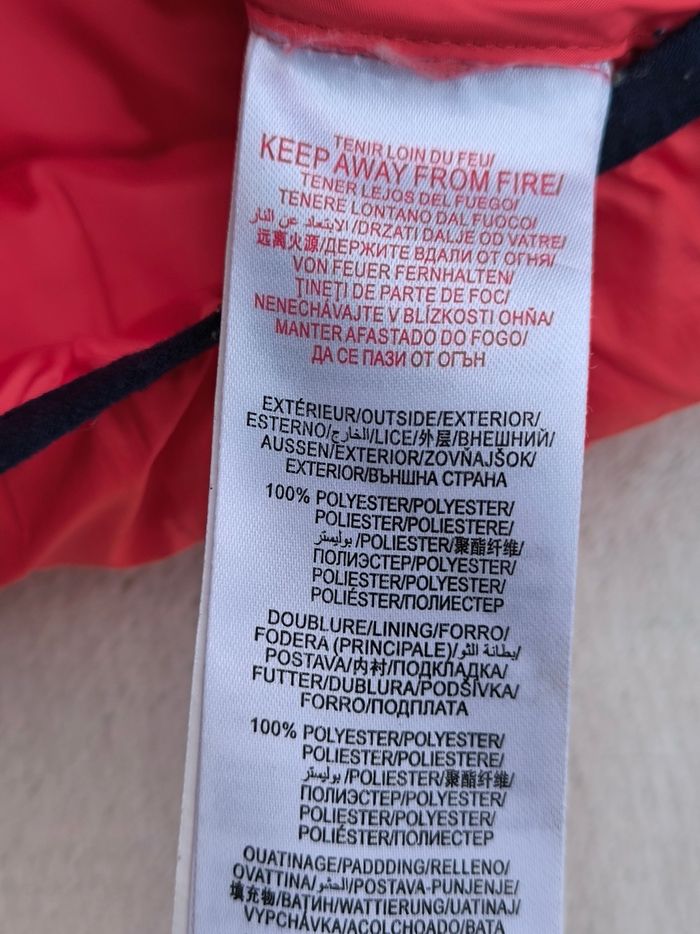 TENIR LOIN DU FEU/
KEEP AWAY FROM FIRE/
TENER LEJOS DEL FUEGO/
TENERE LONTANO DAL FUOCO/
الابتعاد عن النار /DRZATI DALJE OD VATRE/
远离火源/ДЕРЖИТЕ ВДАЛИ ОТ ОГНЯ/
VON FEUER FERNHALTEN/
ȚINEȚI DE PARTE DE FOC/
NENECHÁVAJTE V BLÍZKOSTI OHŇA/
MANTER AFASTADO DO FOGO/
ДА СЕ ПАЗИ ОТ ОГЪН
EXTÉRIEUR/OUTSIDE/EXTERIOR/
ESTERNO/الخارج/LICE/外层/ВНЕШНИЙ/
AUSSEN/EXTERIOR/ZOVŇAJŠOK/
EXTERIOR/ВЪНШНА СТРАНА
100% POLYESTER/POLYESTER/
POLIESTER/POLIESTERE/
بوليستر /POLIESTER/聚酯纤维/
ПОЛИЭСТЕР/POLYESTER/
POLIESTER/POLYESTER/
POLIÉSTER/ПОЛИЕСТЕР
DOUBLURE/LINING/FORRO/
FODERA (PRINCIPALE)/بطانة الثو/
POSTAVA/内村/ПОДКЛАДКА/
FUTTER/DUBLURA/PODŠÍVKA/
FORRO/ПОДПЛАТА
100% POLYESTER/POLYESTER/
POLIESTER/POLIESTERE/
بوليستر /POLIESTER/聚酯纤维/
ПОЛИЭСТЕР/POLYESTER/
POLIESTER/POLYESTER/
POLIÉSTER/ПОЛИЕСТЕР
OUATINAGE/PADDDING/RELLENO/
OVATTINA/الحشو/POSTAVA-PUNJENJE/
填充物/ВАТИН/WATTIERUNG/UATINAJ/
VYPCHÁVKA/ACOLCHOADO/ВАТА